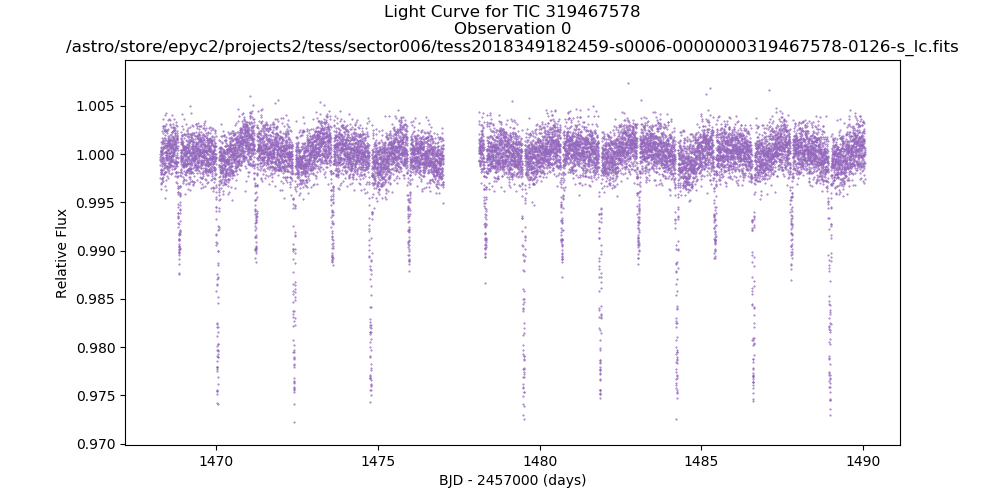 Light Curve for TIC 319467578
Observation 0
/astro/store/epyc2/projects2/tess/sector006/tess2018349182459-s0006-0000000319467578-0126-s_lc.fits
1.005
1.000
0.995
0.990
0.985
0.980
0.975
0.970
Relative Flux
1470
1475
1480
1485
1490
BJD - 2457000 (days)